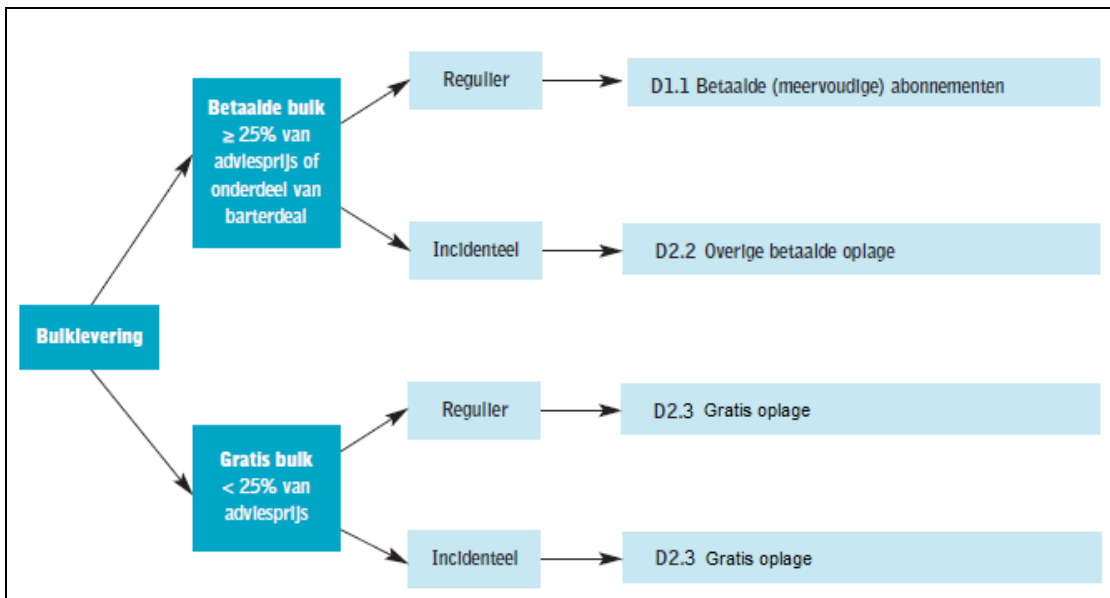 Bulklevering
Betaalde bulk
≥ 25% van
adviesprijs of
onderdeel van
barterdeal
Regulier
D1.1 Betaalde (meervoudige) abonnementen
Incidenteel
D2.2 Overige betaalde oplage
Gratis bulk
< 25% van
adviesprijs
Regulier
D2.3 Gratis oplage
Incidenteel
D2.3 Gratis oplage